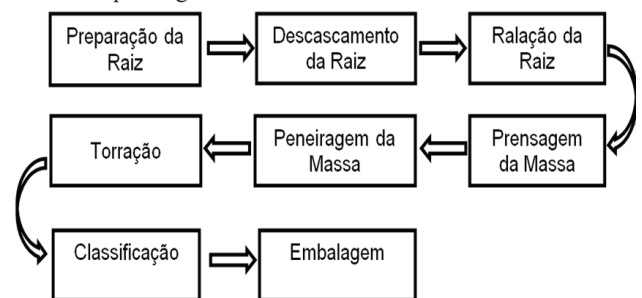 Preparação da
Raiz
Descascamento
da Raiz
Ralação da
Raiz
Torração
Peneiragem da
Massa
Prensagem
da Massa
Classificação
Embalagem